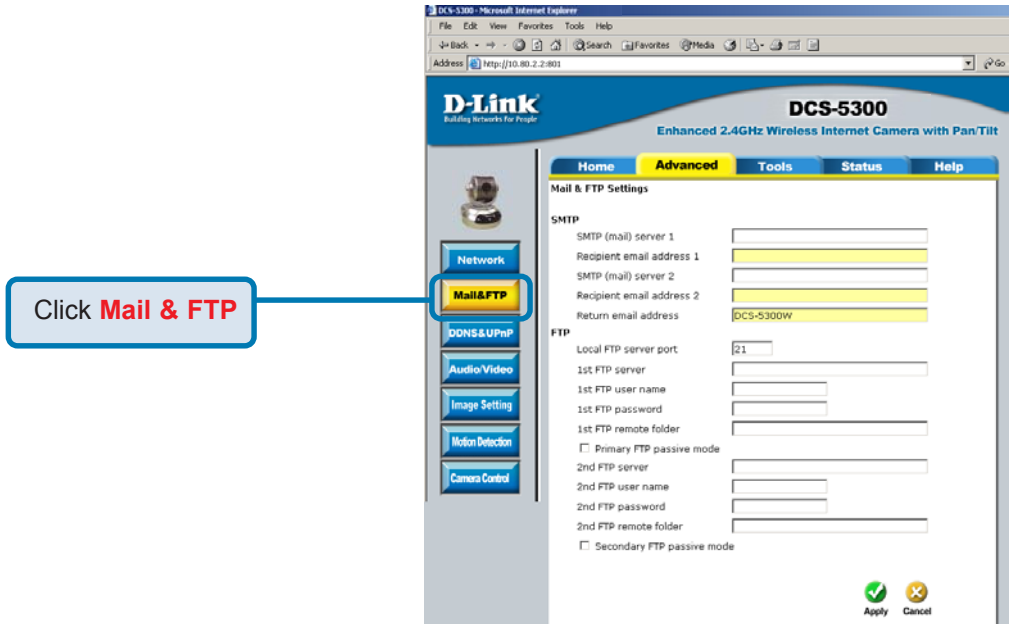 DCS-5300 - Microsoft Internet Explorer
File Edit View Favorites Tools Help
Back Search Favorites Media
Address http://10.80.2.2:801 Go
D-Link
Building Networks for People
DCS-5300
Enhanced 2.4GHz Wireless Internet Camera with Pan/Tilt
Home Advanced Tools Status Help
Mail & FTP Settings
SMTP
SMTP (mail) server 1
Recipient email address 1
SMTP (mail) server 2
Recipient email address 2
Return email address DCS-5300W
FTP
Local FTP server port 21
1st FTP server
1st FTP user name
1st FTP password
1st FTP remote folder
Primary FTP passive mode
2nd FTP server
2nd FTP user name
2nd FTP password
2nd FTP remote folder
Secondary FTP passive mode
Apply Cancel
Network
Mail&FTP
DDNS&UPnP
Audio/Video
Image Setting
Motion Detection
Camera Control
Click Mail & FTP